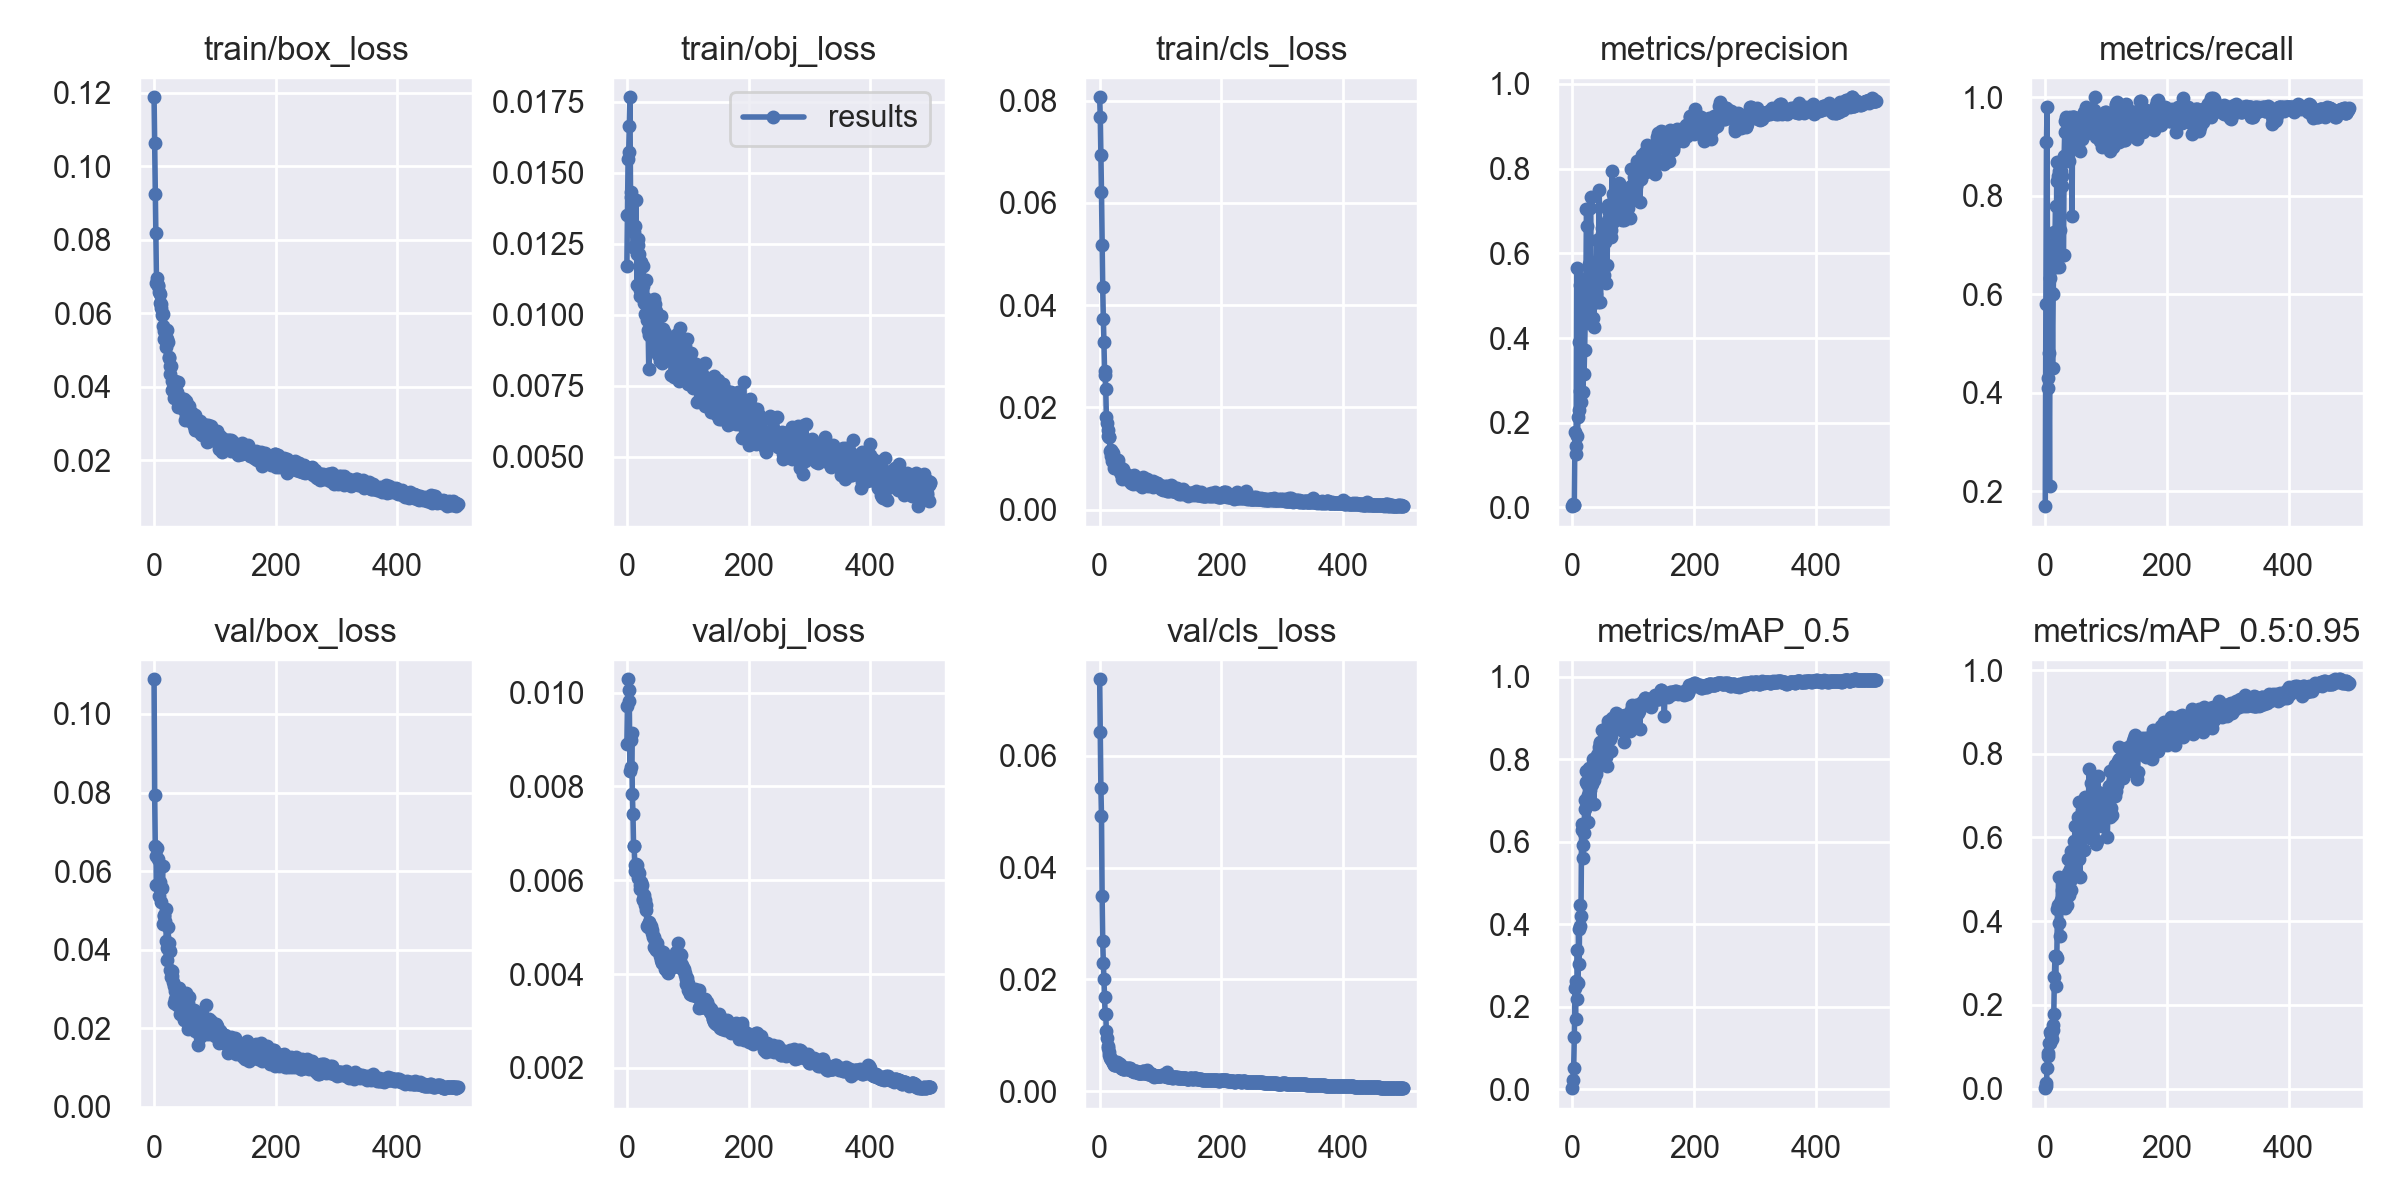 train/box_loss
train/obj_loss
train/cls_loss
metrics/precision
metrics/recall
0.12
0.10
0.08
0.06
0.04
0.02
0 200 400
results
0.0175
0.0150
0.0125
0.0100
0.0075
0.0050
0 200 400
0.08
0.06
0.04
0.02
0.00
0 200 400
1.0
0.8
0.6
0.4
0.2
0.0
0 200 400
1.0
0.8
0.6
0.4
0.2
0 200 400
val/box_loss
val/obj_loss
val/cls_loss
metrics/mAP_0.5
metrics/mAP_0.5:0.95
0.10
0.08
0.06
0.04
0.02
0.00
0 200 400
0.010
0.008
0.006
0.004
0.002
0 200 400
0.06
0.04
0.02
0.00
0 200 400
1.0
0.8
0.6
0.4
0.2
0.0
0 200 400
1.0
0.8
0.6
0.4
0.2
0.0
0 200 400